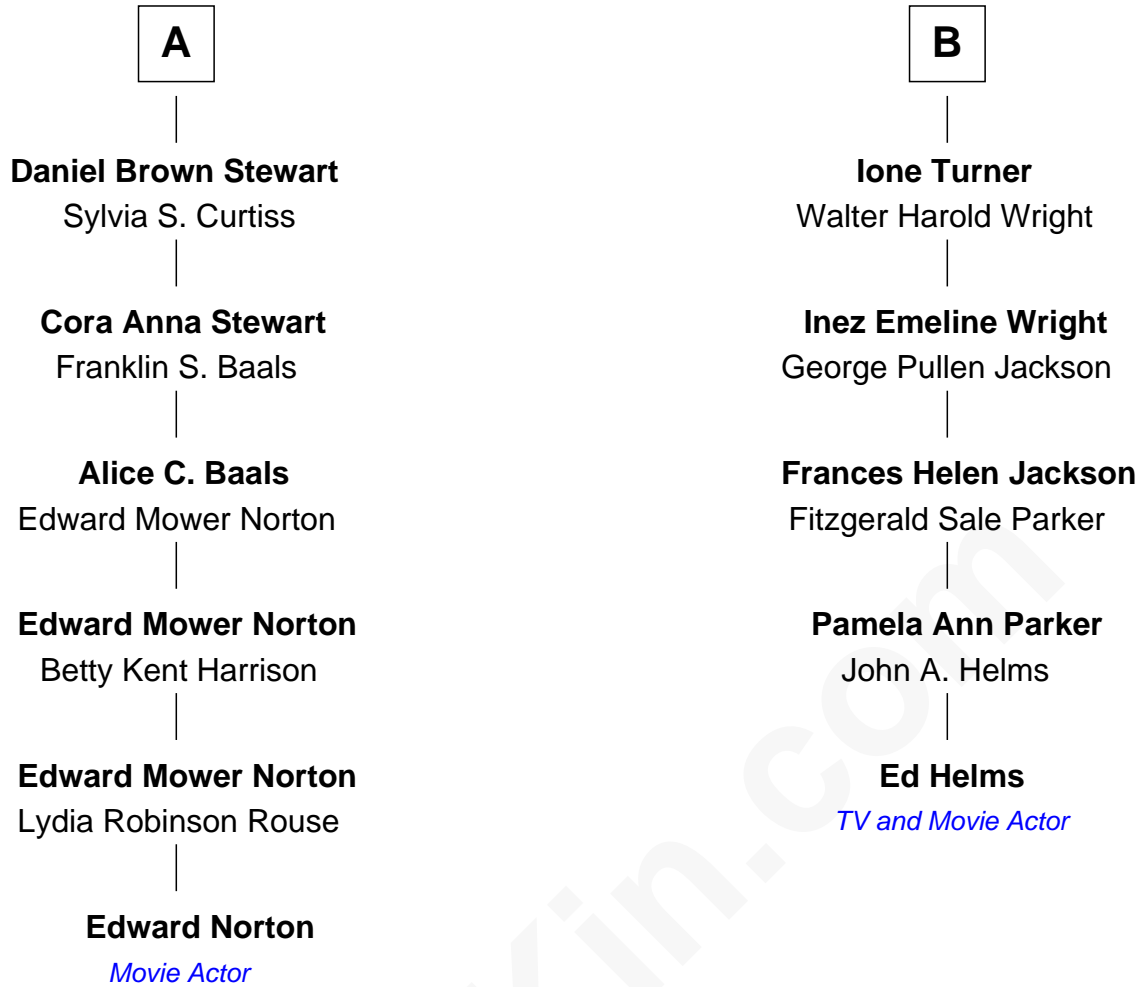 A
Daniel Brown Stewart
Sylvia S. Curtiss
Cora Anna Stewart
Franklin S. Baals
Alice C. Baals
Edward Mower Norton
Edward Mower Norton
Betty Kent Harrison
Edward Mower Norton
Lydia Robinson Rouse
Edward Norton
Movie Actor
B
Ione Turner
Walter Harold Wright
Inez Emeline Wright
George Pullen Jackson
Frances Helen Jackson
Fitzgerald Sale Parker
Pamela Ann Parker
John A. Helms
Ed Helms
TV and Movie Actor
in.com